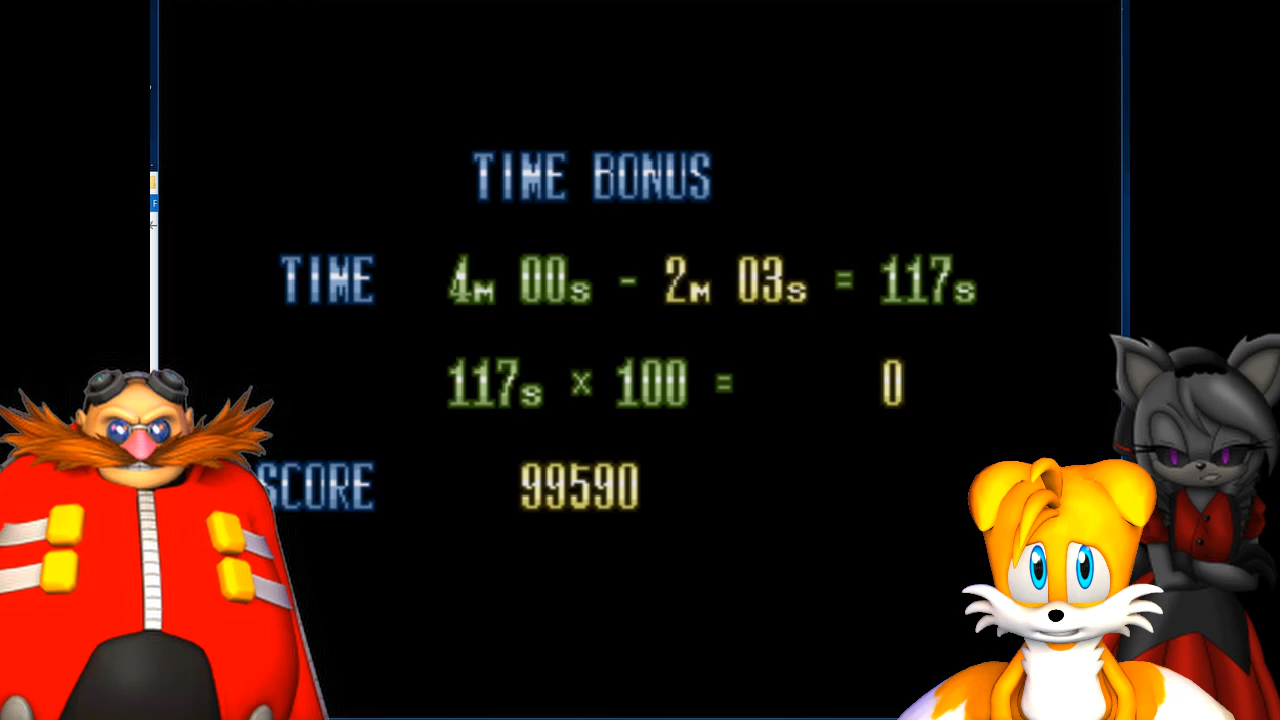 TIME BONUS
TIME 4M 00s - 2M 03s = 117s
117s x 100 = 0
SCORE 99590
F